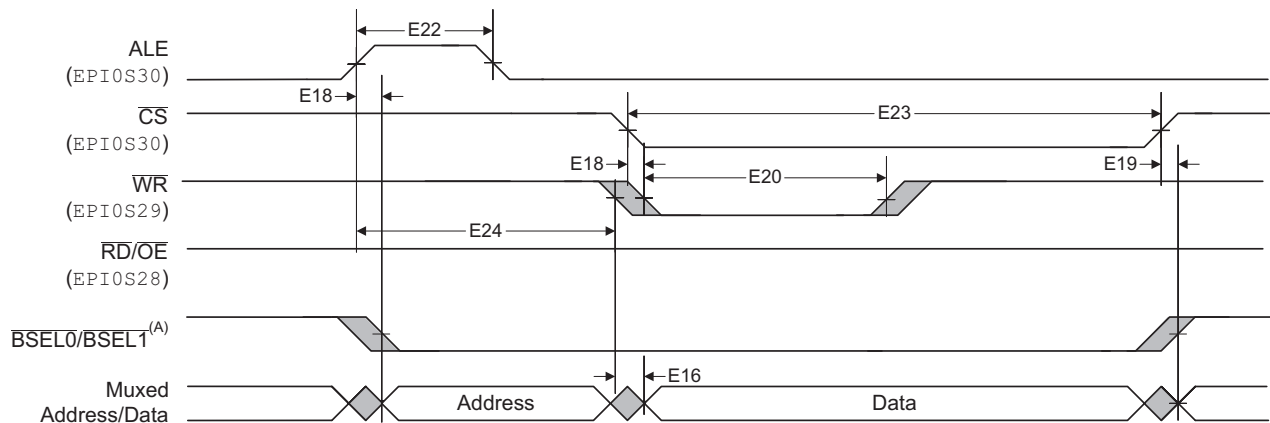 E22
ALE
(EPI0S30)
E18
CS
E23
(EPI0S30)
E18
E20
E19
WR
(EPI0S29)
E24
RD/OE
(EPI0S28)
BSEL0/BSEL1(A)
E16
Muxed
Address/Data
Address
Data